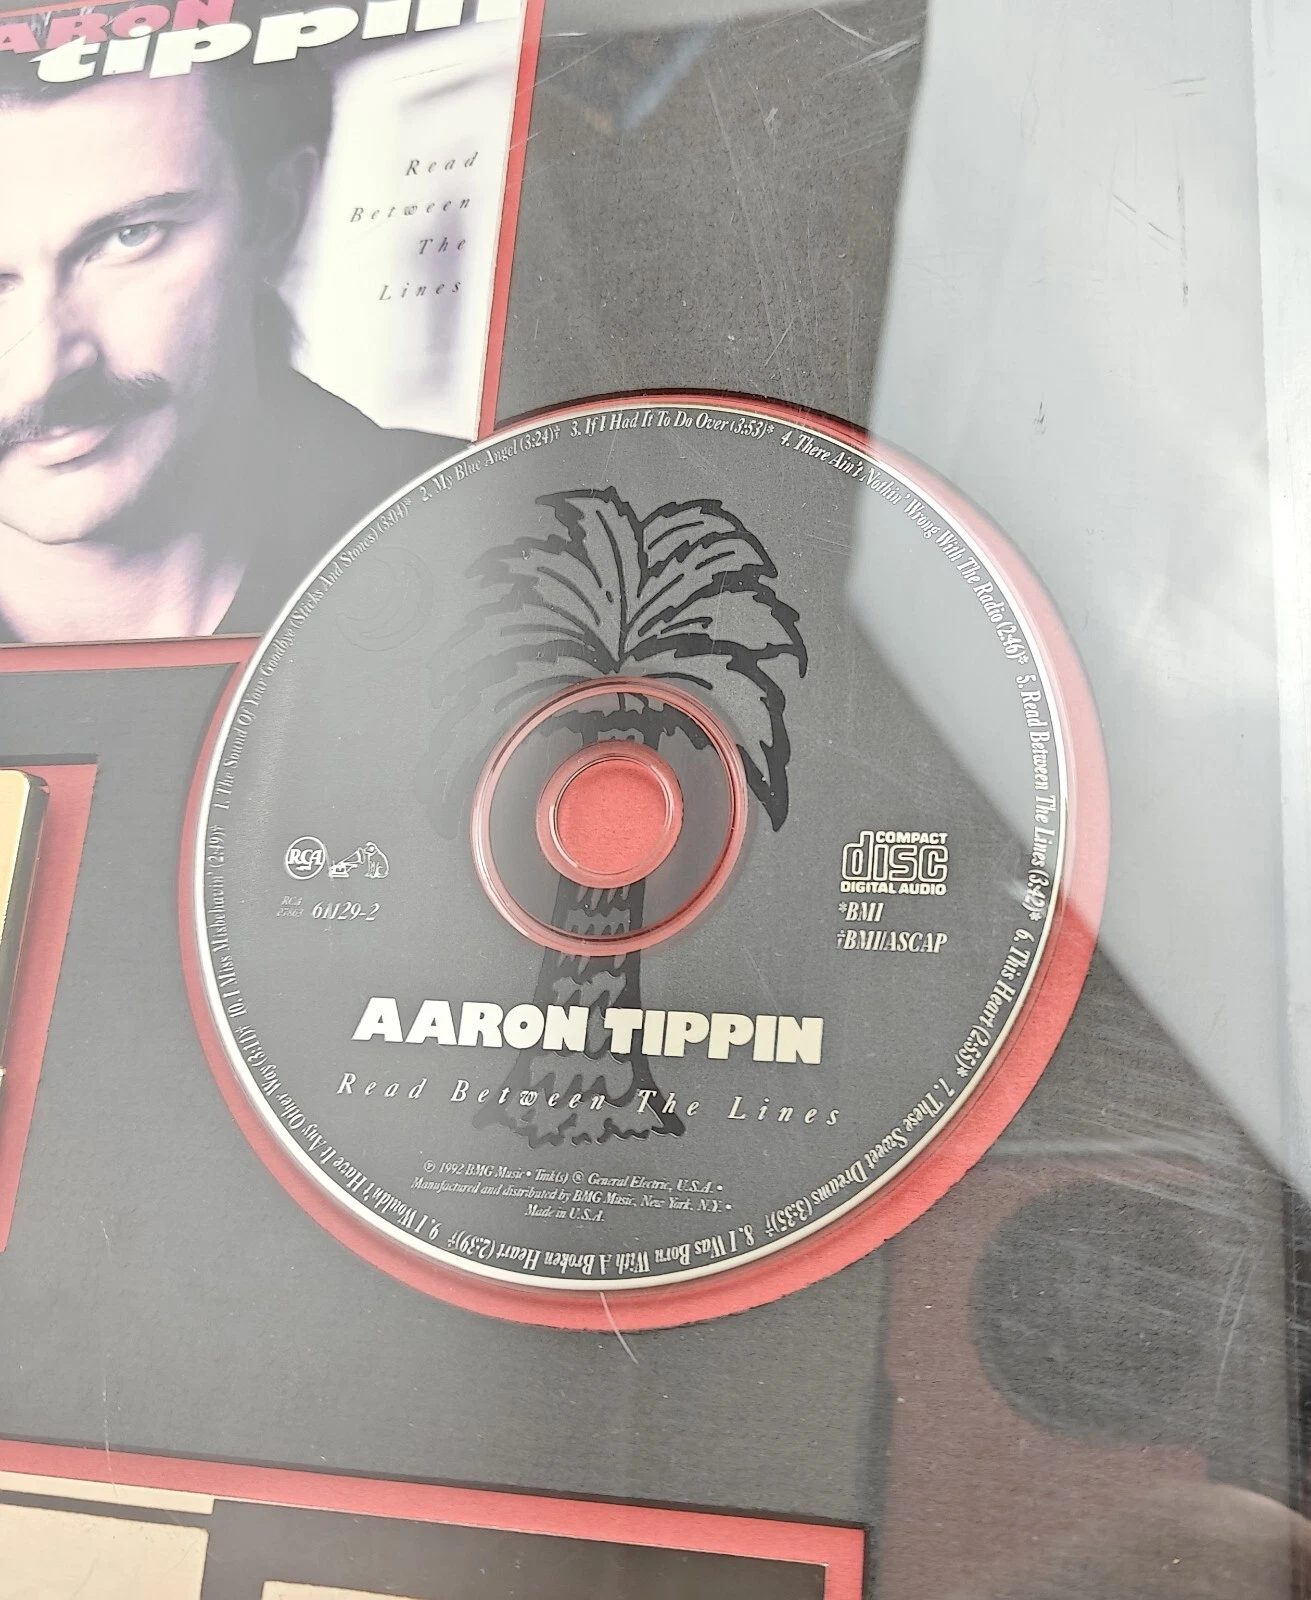 AARON
tippin
Read
Between
The
Lines
1. The Sound Of Your Goodbye (Sticks And Stones) (3:04)* 2. My Blue Angel (3:24)† 3. If I Had It To Do Over (3:53)* 4. There Ain't Nothin' Wrong With The Radio (2:46)* 5. Read Between The Lines (3:42)* 6. This Heart (2:55)* 7. These Sweet Dreams (3:35)† 8. I Was Born With A Broken Heart (2:39)† 9. I Wouldn't Have It Any Other Way (3:11)† 10. I Miss Misbehavin' (2:49)†
RCA
COMPACT
disc
DIGITAL AUDIO
RCA
07863 61129-2
*BMI
†BMI/ASCAP
AARON TIPPIN
Read Between The Lines
℗ 1992 BMG Music • Tmk(s) ® General Electric, U.S.A. •
Manufactured and distributed by BMG Music, New York, N.Y. •
Made in U.S.A.